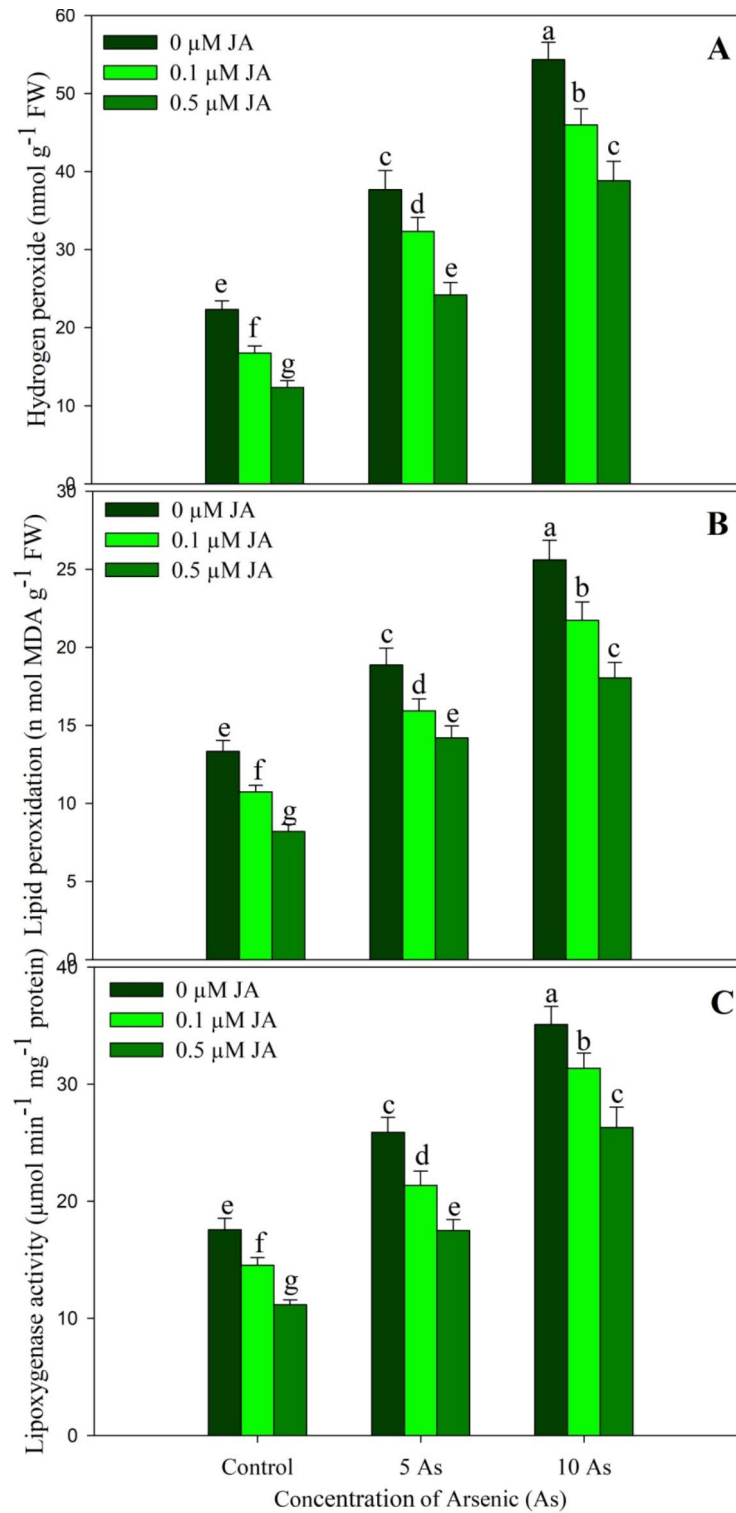 Hydrogen peroxide (nmol g⁻¹ FW)
60
50
40
30
20
10
0
0 µM JA
0.1 µM JA
0.5 µM JA
A
e
f
g
c
d
e
a
b
c
Lipid peroxidation (n mol MDA g⁻¹ FW)
30
25
20
15
10
5
0
0 µM JA
0.1 µM JA
0.5 µM JA
B
e
f
g
c
d
e
a
b
c
Lipoxygenase activity (µmol min⁻¹ mg⁻¹ protein)
40
30
20
10
0
0 µM JA
0.1 µM JA
0.5 µM JA
C
e
f
g
c
d
e
a
b
c
Control 5 As 10 As
Concentration of Arsenic (As)